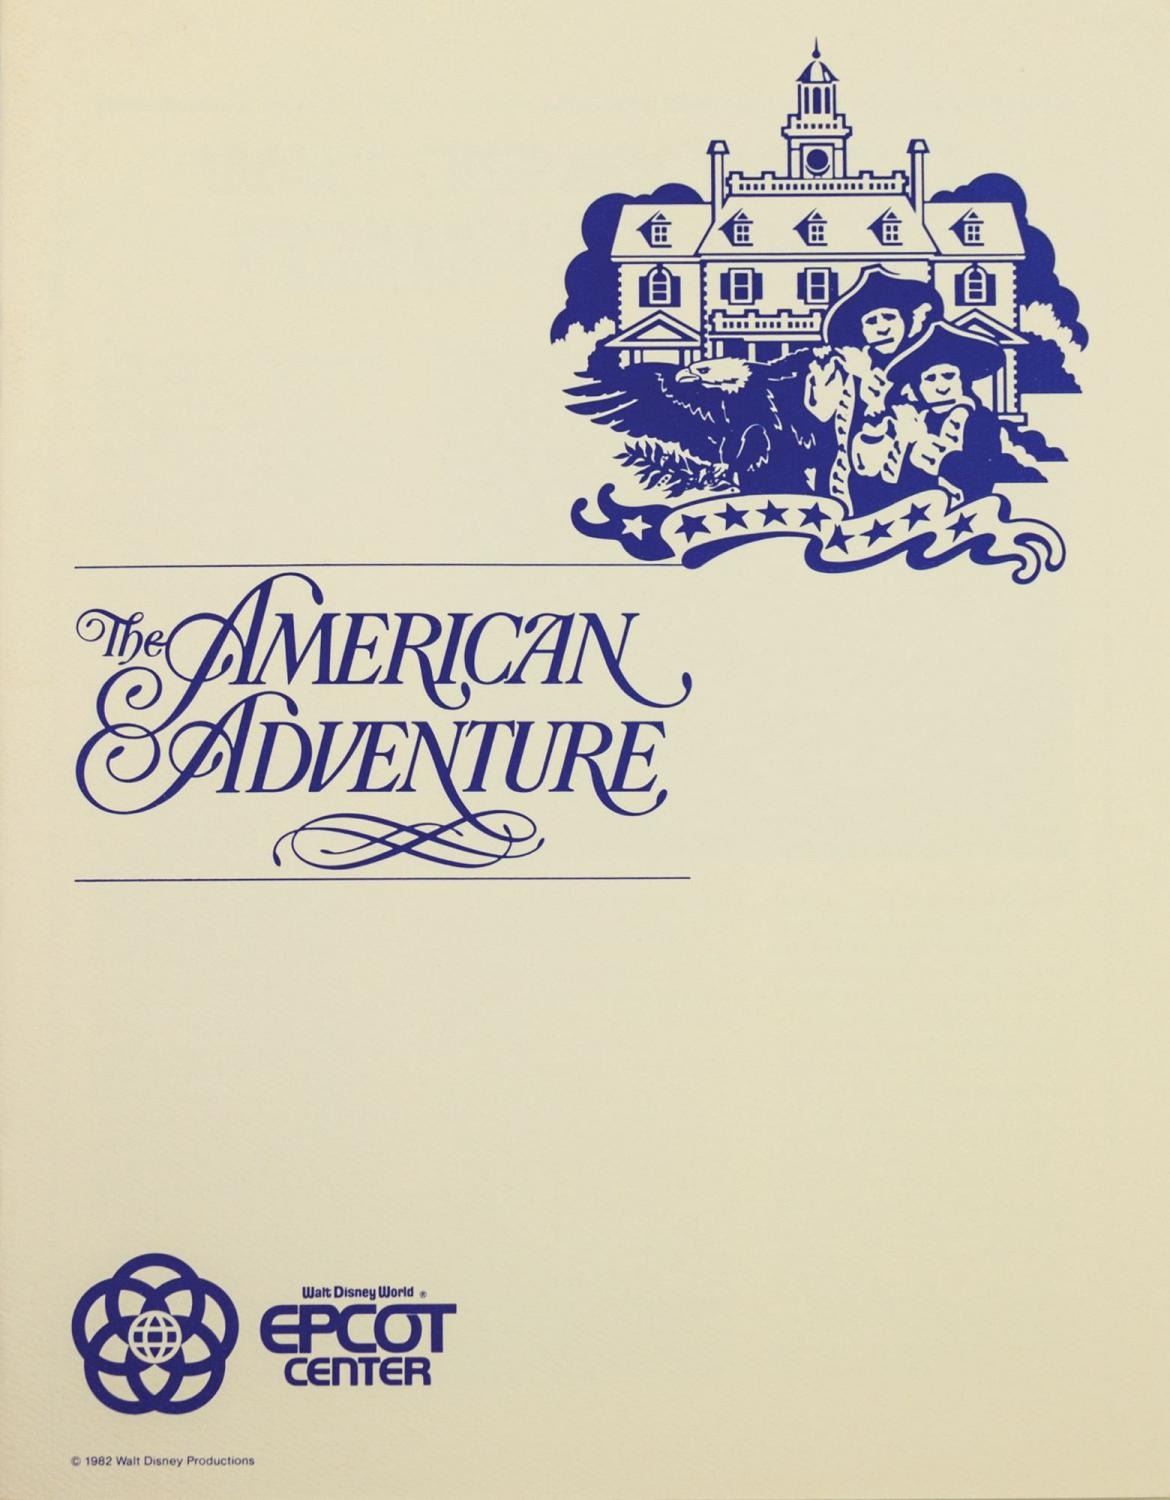 The AMERICAN
ADVENTURE
Walt Disney World ®
EPCOT
CENTER
© 1982 Walt Disney Productions